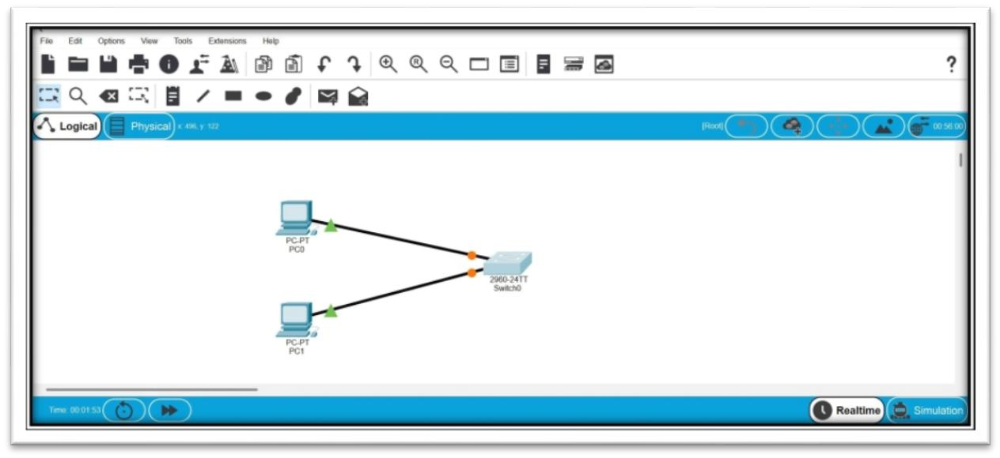 File Edit Options View Tools Extensions Help
?
Logical Physical x: 496, y: 122 [Root] 00:56:00
PC-PT
PC0
2960-24TT
Switch0
PC-PT
PC1
Time: 00:01:53 Realtime Simulation